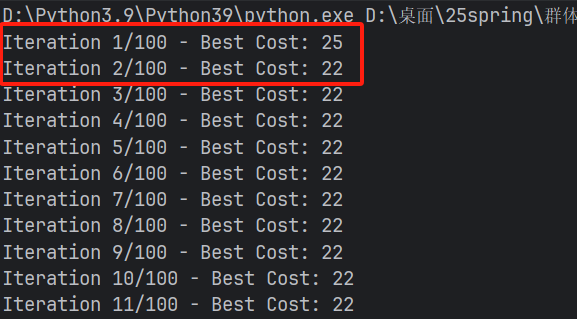 D:\Python3.9\Python39\python.exe D:\桌面\25spring\群体
Iteration 1/100 - Best Cost: 25
Iteration 2/100 - Best Cost: 22
Iteration 3/100 - Best Cost: 22
Iteration 4/100 - Best Cost: 22
Iteration 5/100 - Best Cost: 22
Iteration 6/100 - Best Cost: 22
Iteration 7/100 - Best Cost: 22
Iteration 8/100 - Best Cost: 22
Iteration 9/100 - Best Cost: 22
Iteration 10/100 - Best Cost: 22
Iteration 11/100 - Best Cost: 22